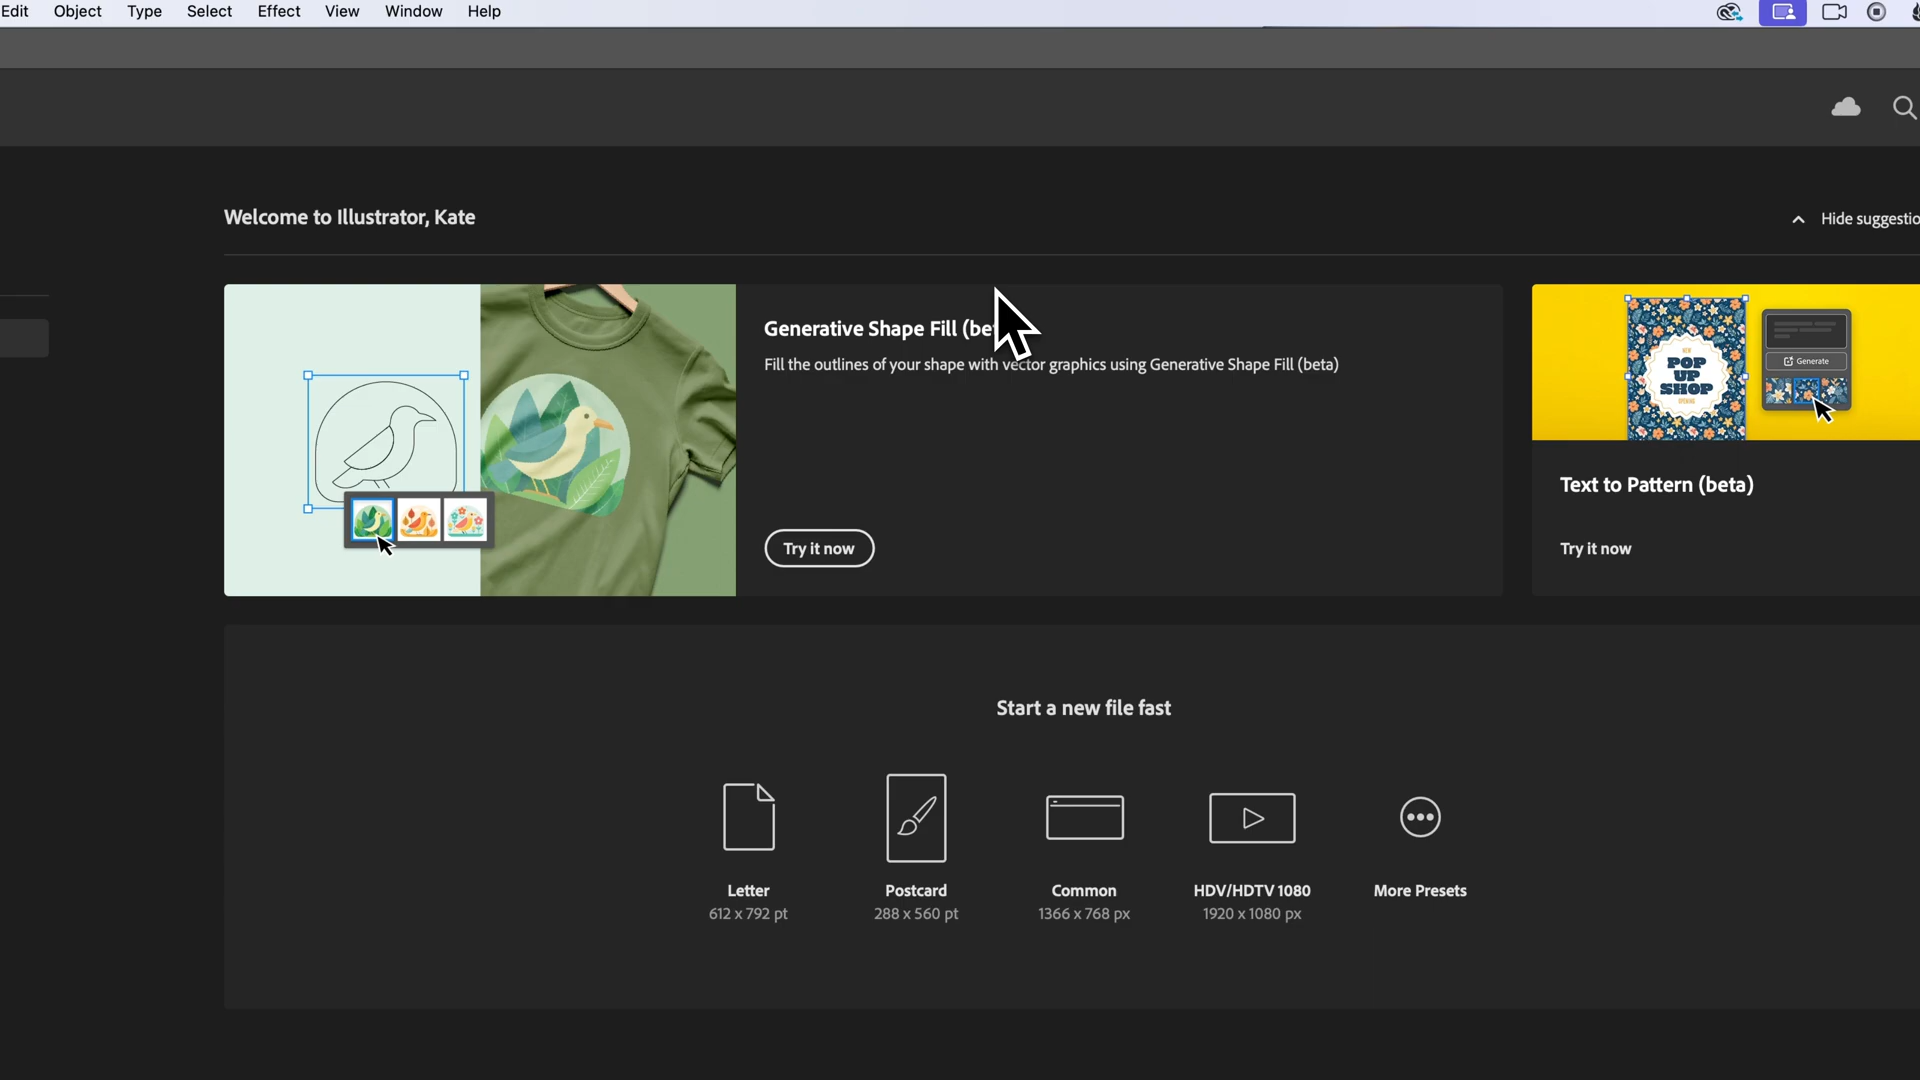 Edit Object Type Select Effect View Window Help
Welcome to Illustrator, Kate
Hide suggestio
Generative Shape Fill (be
Fill the outlines of your shape with vector graphics using Generative Shape Fill (beta)
Try it now
NEW
POP
UP
SHOP
OPENING
Generate
Text to Pattern (beta)
Try it now
Start a new file fast
Letter
612 x 792 pt
Postcard
288 x 560 pt
Common
1366 x 768 px
HDV/HDTV 1080
1920 x 1080 px
More Presets